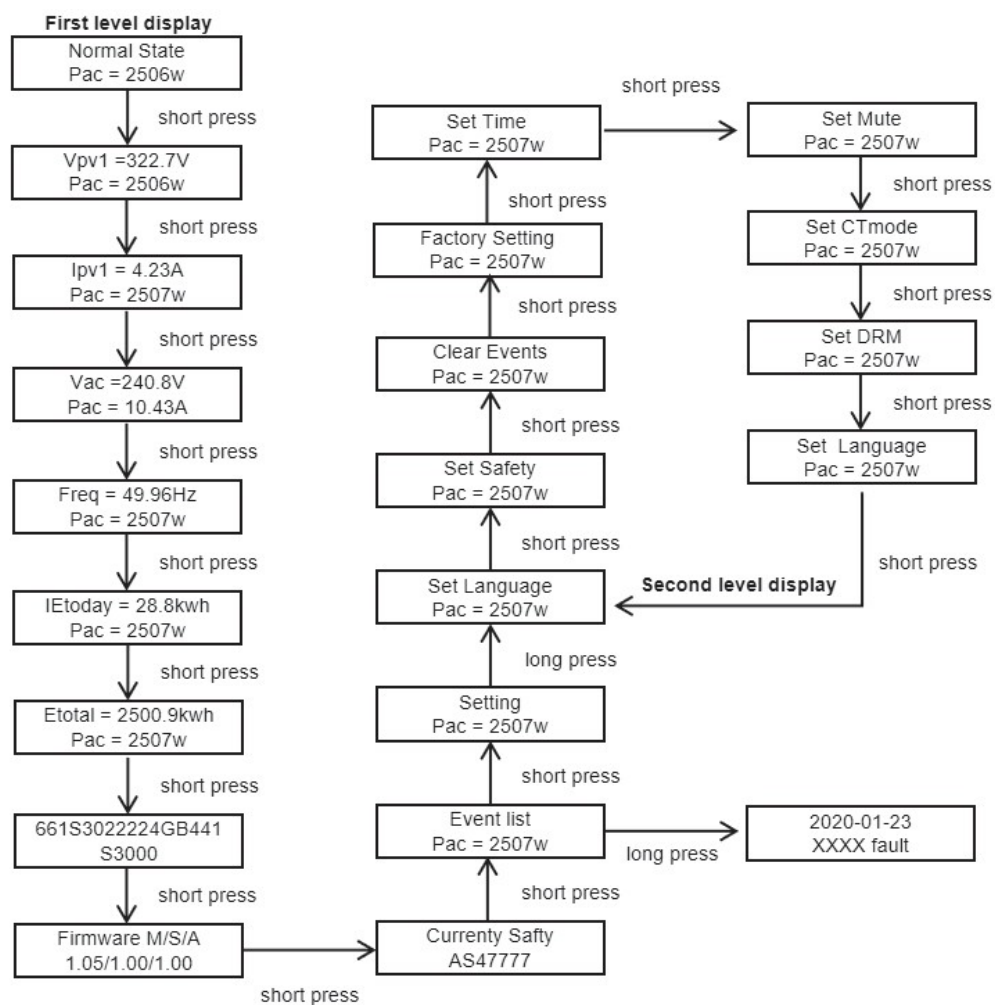 First level display
Normal State
Pac = 2506w
short press
Vpv1 =322.7V
Pac = 2506w
short press
Ipv1 = 4.23A
Pac = 2507w
short press
Vac =240.8V
Pac = 10.43A
short press
Freq = 49.96Hz
Pac = 2507w
short press
IEtoday = 28.8kwh
Pac = 2507w
short press
Etotal = 2500.9kwh
Pac = 2507w
short press
661S3022224GB441
S3000
short press
Firmware M/S/A
1.05/1.00/1.00
short press
Currenty Safty
AS47777
short press
Event list
Pac = 2507w
long press
2020-01-23
XXXX fault
short press
Setting
Pac = 2507w
long press
Set Language
Pac = 2507w
short press
Set Safety
Pac = 2507w
short press
Clear Events
Pac = 2507w
short press
Factory Setting
Pac = 2507w
short press
Set Time
Pac = 2507w
short press
Set Mute
Pac = 2507w
short press
Set CTmode
Pac = 2507w
short press
Set DRM
Pac = 2507w
short press
Set  Language
Pac = 2507w
short press
Second level display